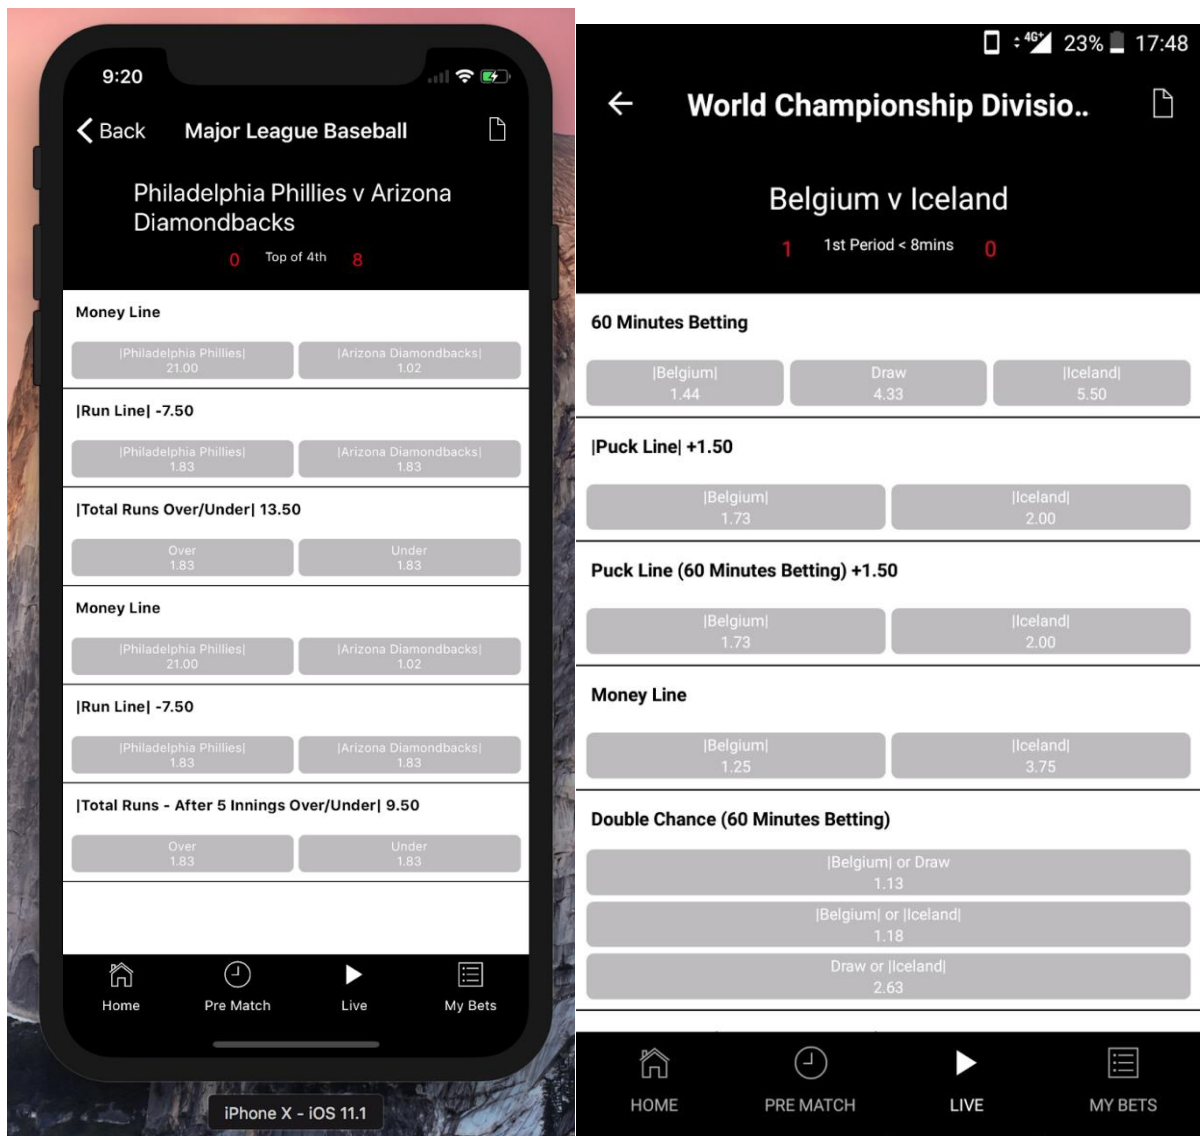 9:20
Back
Major League Baseball
Philadelphia Phillies v Arizona
Diamondbacks
0 Top of 4th 8
Money Line
|Philadelphia Phillies| |Arizona Diamondbacks|
21.00 1.02
|Run Line| -7.50
|Philadelphia Phillies| |Arizona Diamondbacks|
1.83 1.83
|Total Runs Over/Under| 13.50
Over Under
1.83 1.83
Money Line
|Philadelphia Phillies| |Arizona Diamondbacks|
21.00 1.02
|Run Line| -7.50
|Philadelphia Phillies| |Arizona Diamondbacks|
1.83 1.83
|Total Runs - After 5 Innings Over/Under| 9.50
Over Under
1.83 1.83
Home Pre Match Live My Bets
iPhone X - iOS 11.1
4G+ 23% 17:48
World Championship Divisio..
Belgium v Iceland
1 1st Period < 8mins 0
60 Minutes Betting
|Belgium| Draw |Iceland|
1.44 4.33 5.50
|Puck Line| +1.50
|Belgium| |Iceland|
1.73 2.00
Puck Line (60 Minutes Betting) +1.50
|Belgium| |Iceland|
1.73 2.00
Money Line
|Belgium| |Iceland|
1.25 3.75
Double Chance (60 Minutes Betting)
|Belgium| or Draw
1.13
|Belgium| or |Iceland|
1.18
Draw or |Iceland|
2.63
HOME PRE MATCH LIVE MY BETS